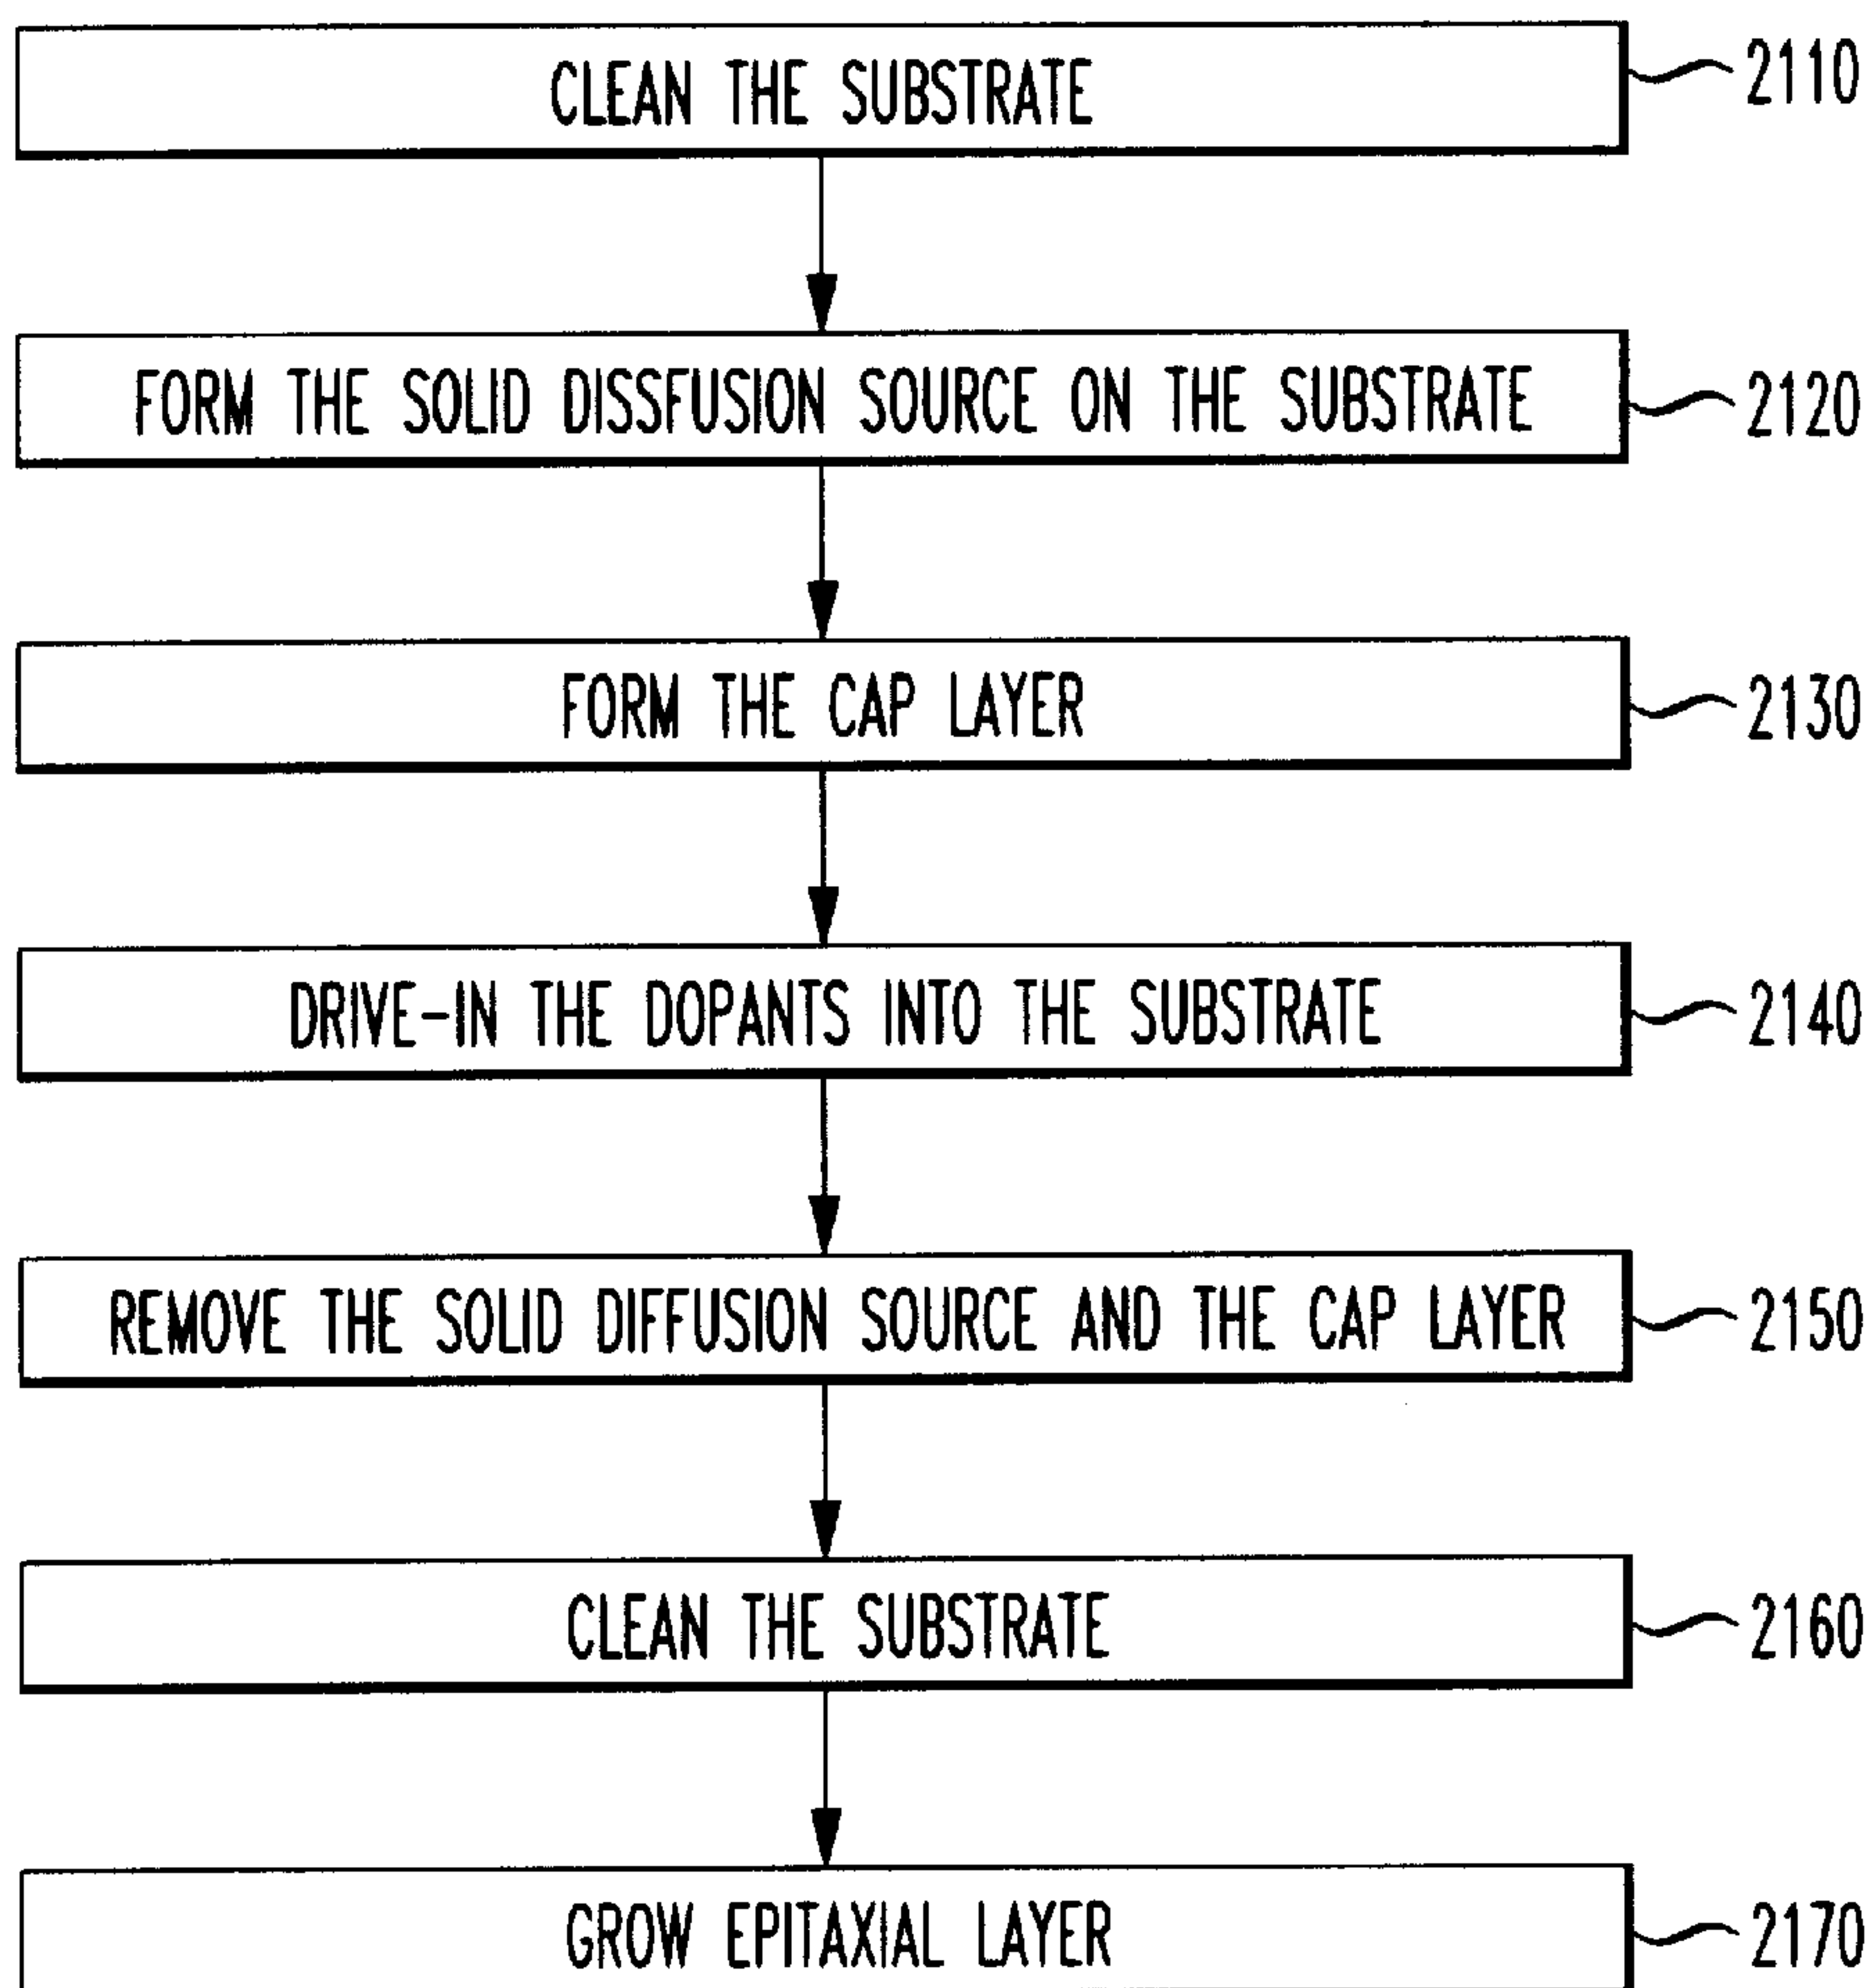 CLEAN THE SUBSTRATE 2110
FORM THE SOLID DISSFUSION SOURCE ON THE SUBSTRATE 2120
FORM THE CAP LAYER 2130
DRIVE-IN THE DOPANTS INTO THE SUBSTRATE 2140
REMOVE THE SOLID DIFFUSION SOURCE AND THE CAP LAYER 2150
CLEAN THE SUBSTRATE 2160
GROW EPITAXIAL LAYER 2170